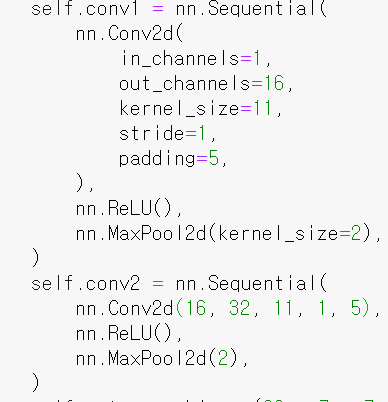 self.conv1 = nn.Sequential(
nn.Conv2d(
in_channels=1,
out_channels=16,
kernel_size=11,
stride=1,
padding=5,
),
nn.ReLU(),
nn.MaxPool2d(kernel_size=2),
)
self.conv2 = nn.Sequential(
nn.Conv2d(16, 32, 11, 1, 5),
nn.ReLU(),
nn.MaxPool2d(2),
)